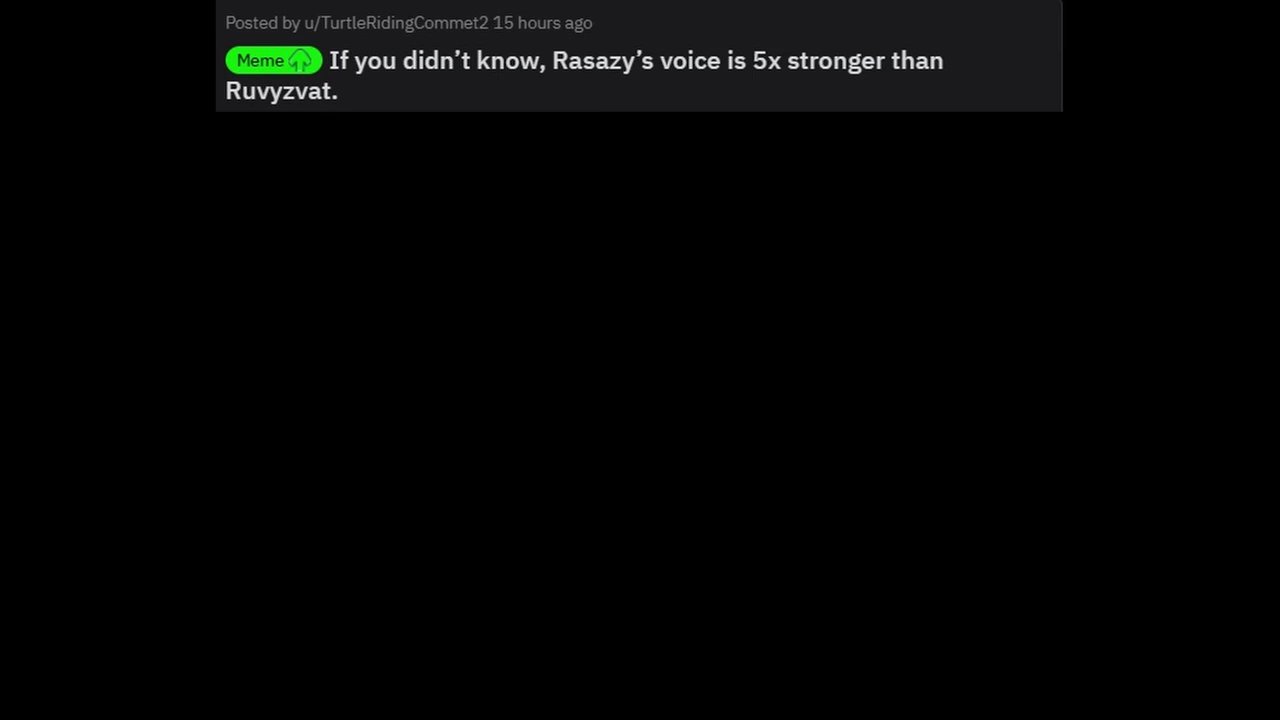 Posted by u/TurtleRidingCommet2 15 hours ago
Meme If you didn’t know, Rasazy’s voice is 5x stronger than
Ruvyzvat.